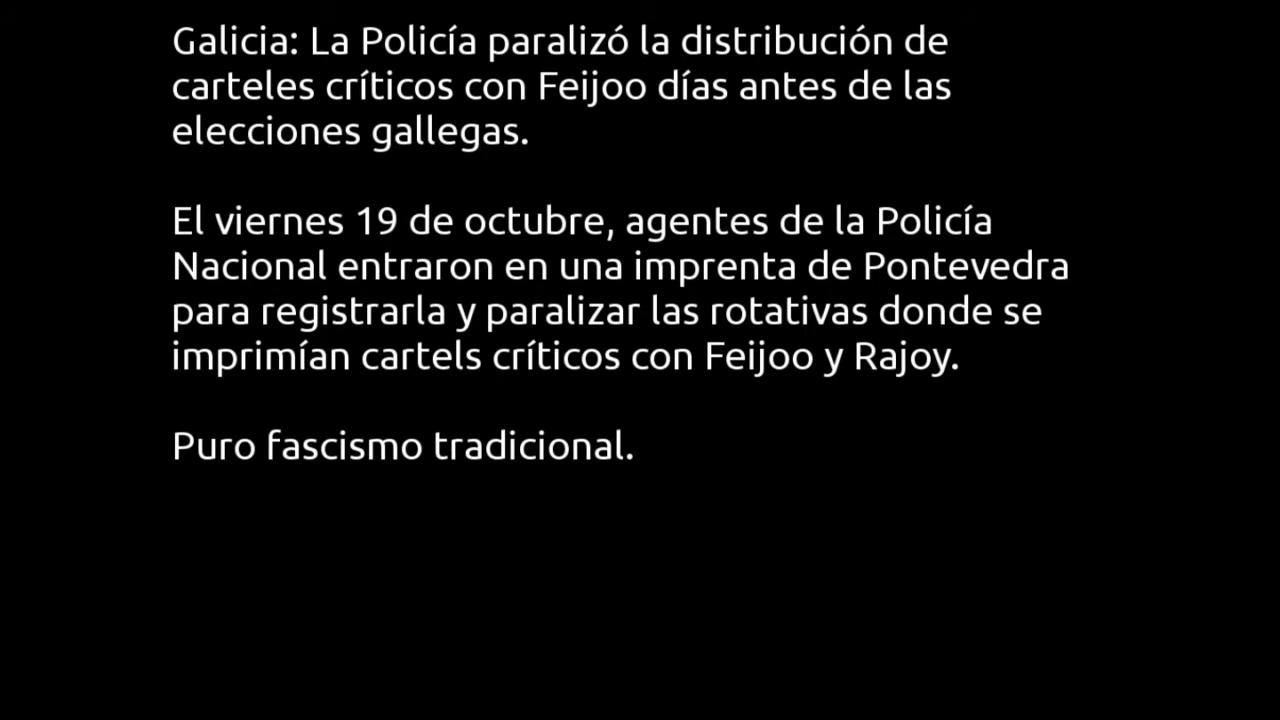 Galicia: La Policía paralizó la distribución de
carteles críticos con Feijoo días antes de las
elecciones gallegas.
El viernes 19 de octubre, agentes de la Policía
Nacional entraron en una imprenta de Pontevedra
para registrarla y paralizar las rotativas donde se
imprimían cartels críticos con Feijoo y Rajoy.
Puro fascismo tradicional.